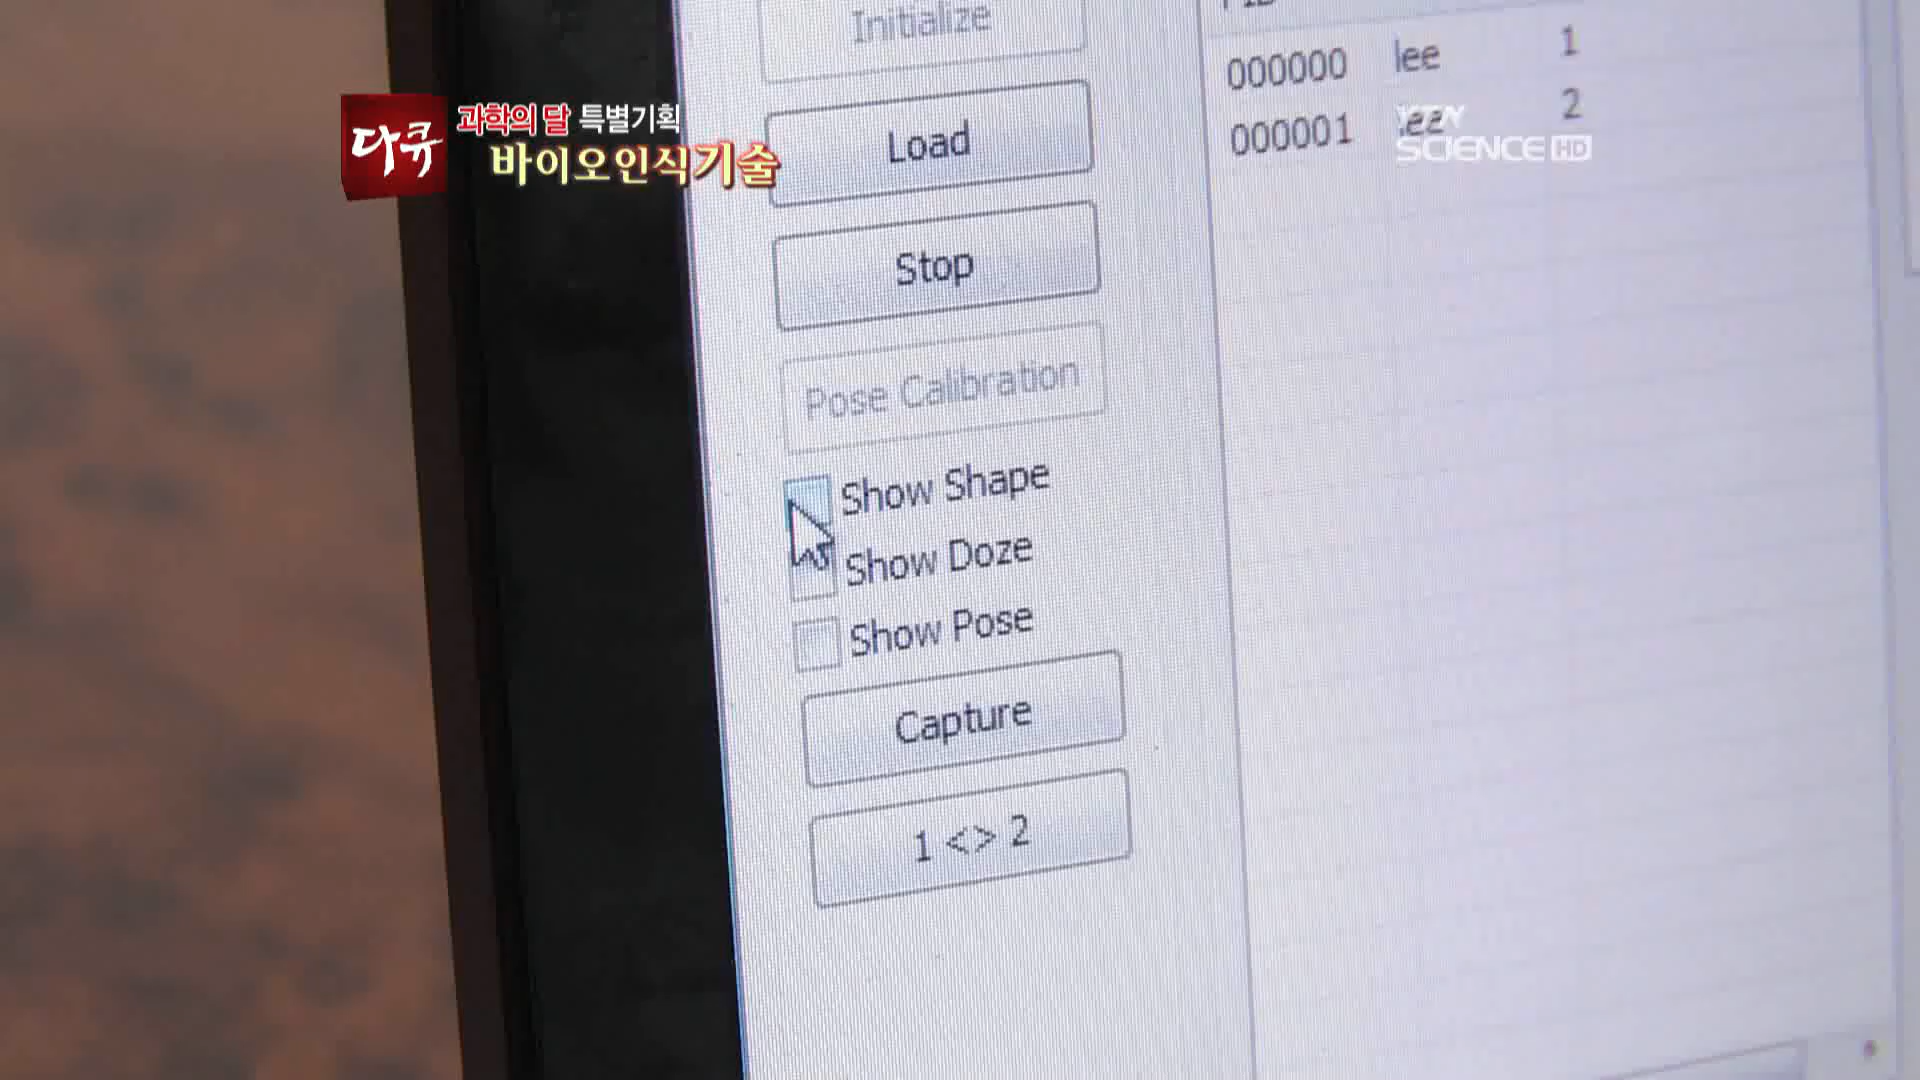 Initialize
000000 lee 1
000001 lee 2
다큐
과학의 달 특별기획
바이오인식기술
YTN
SCIENCE HD
Load
Stop
Pose Calibration
Show Shape
Show Doze
Show Pose
Capture
1 <> 2